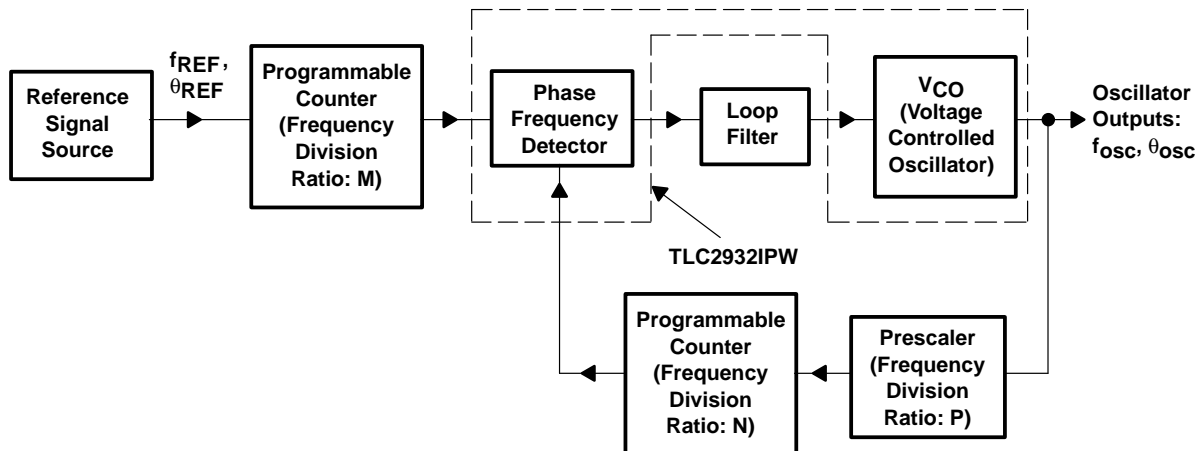 Reference
Signal
Source
fREF,
θREF
Programmable
Counter
(Frequency
Division
Ratio: M)
Phase
Frequency
Detector
Loop
Filter
VCO
(Voltage
Controlled
Oscillator)
Oscillator
Outputs:
fosc, θosc
TLC2932IPW
Programmable
Counter
(Frequency
Division
Ratio: N)
Prescaler
(Frequency
Division
Ratio: P)